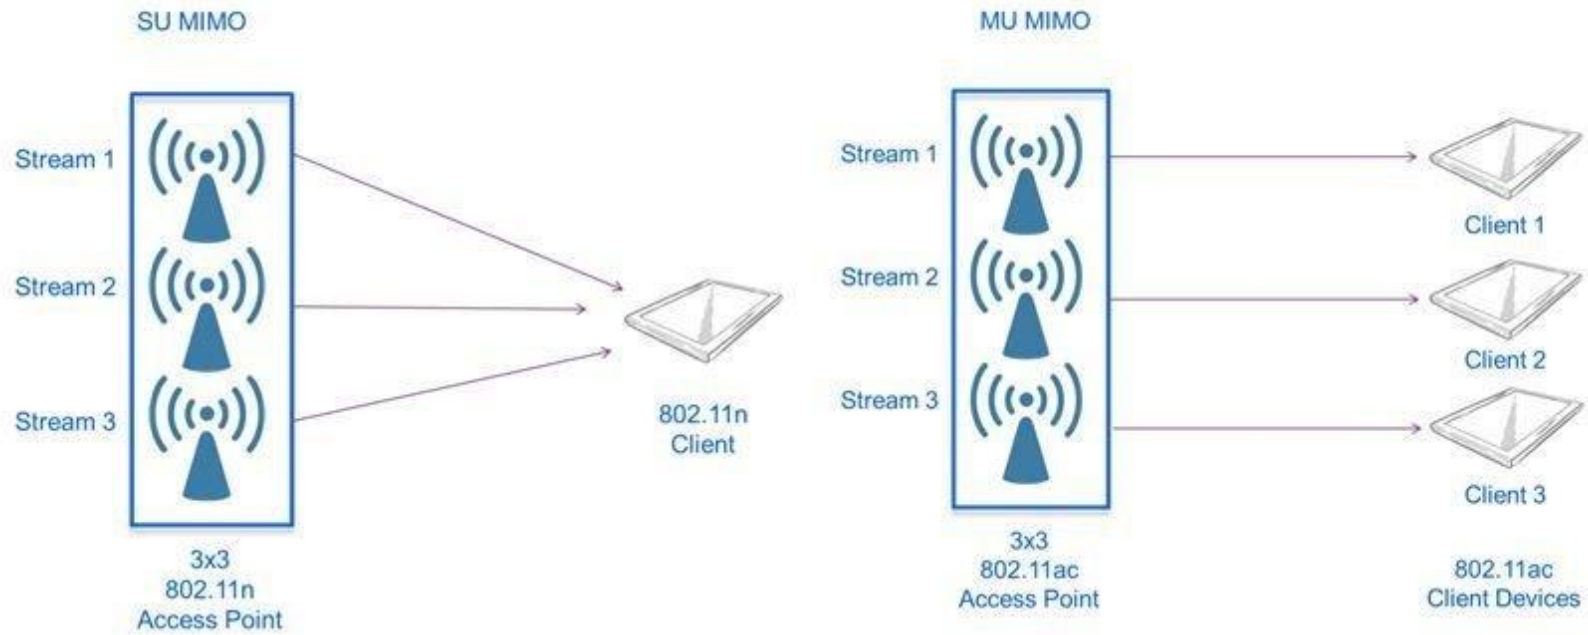 SU MIMO
Stream 1
Stream 2
Stream 3
3x3
802.11n
Access Point
802.11n
Client
MU MIMO
Stream 1
Stream 2
Stream 3
3x3
802.11ac
Access Point
Client 1
Client 2
Client 3
802.11ac
Client Devices